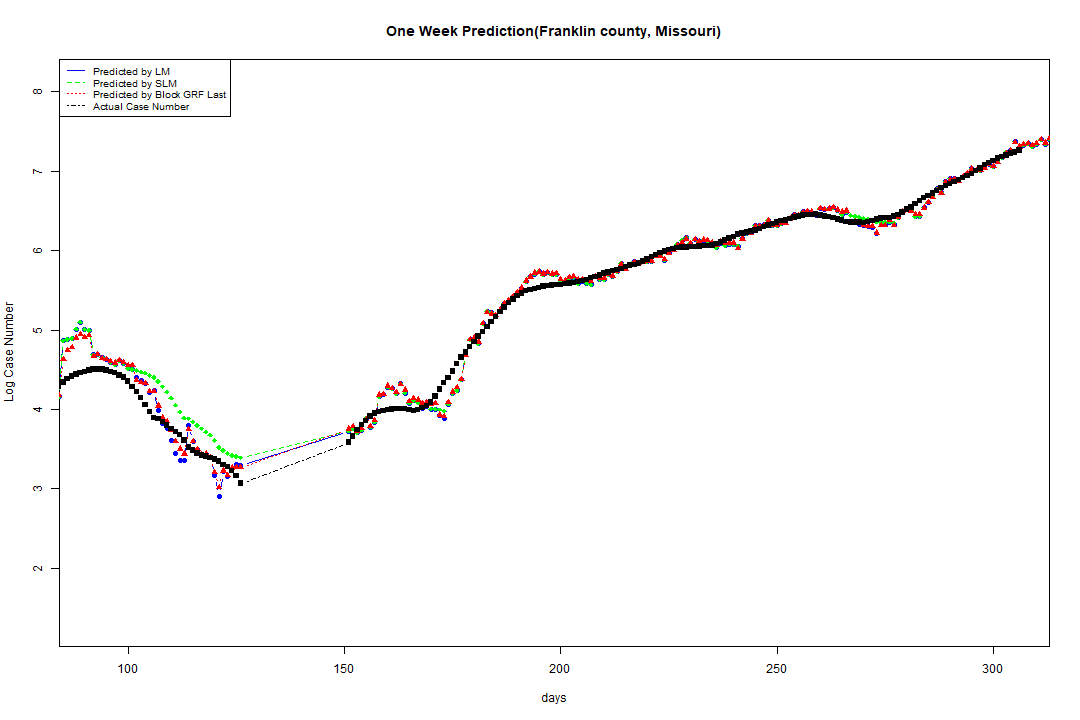 One Week Prediction(Franklin county, Missouri)
Predicted by LM
Predicted by SLM
Predicted by Block GRF Last
Actual Case Number
8
7
6
5
4
3
2
Log Case Number
100 150 200 250 300
days